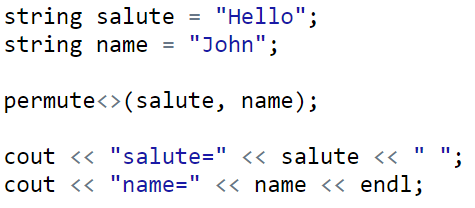 string salute = "Hello";
string name = "John";
permute<>(salute, name);
cout << "salute=" << salute << " ";
cout << "name=" << name << endl;